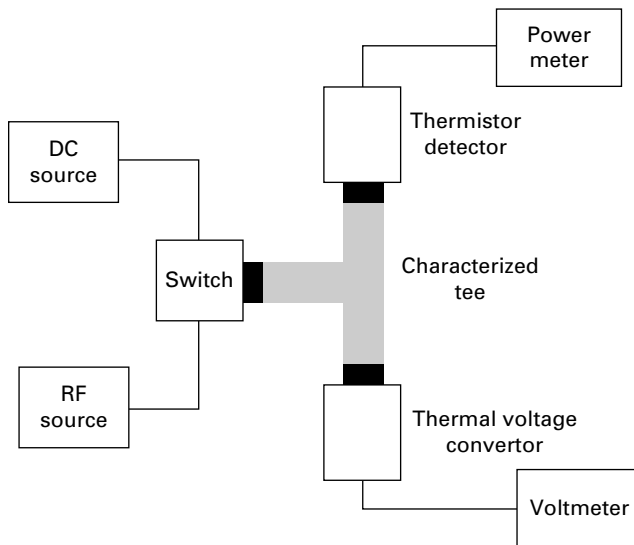 Power
meter
Thermistor
detector
DC
source
Switch
Characterized
tee
RF
source
Thermal voltage
convertor
Voltmeter